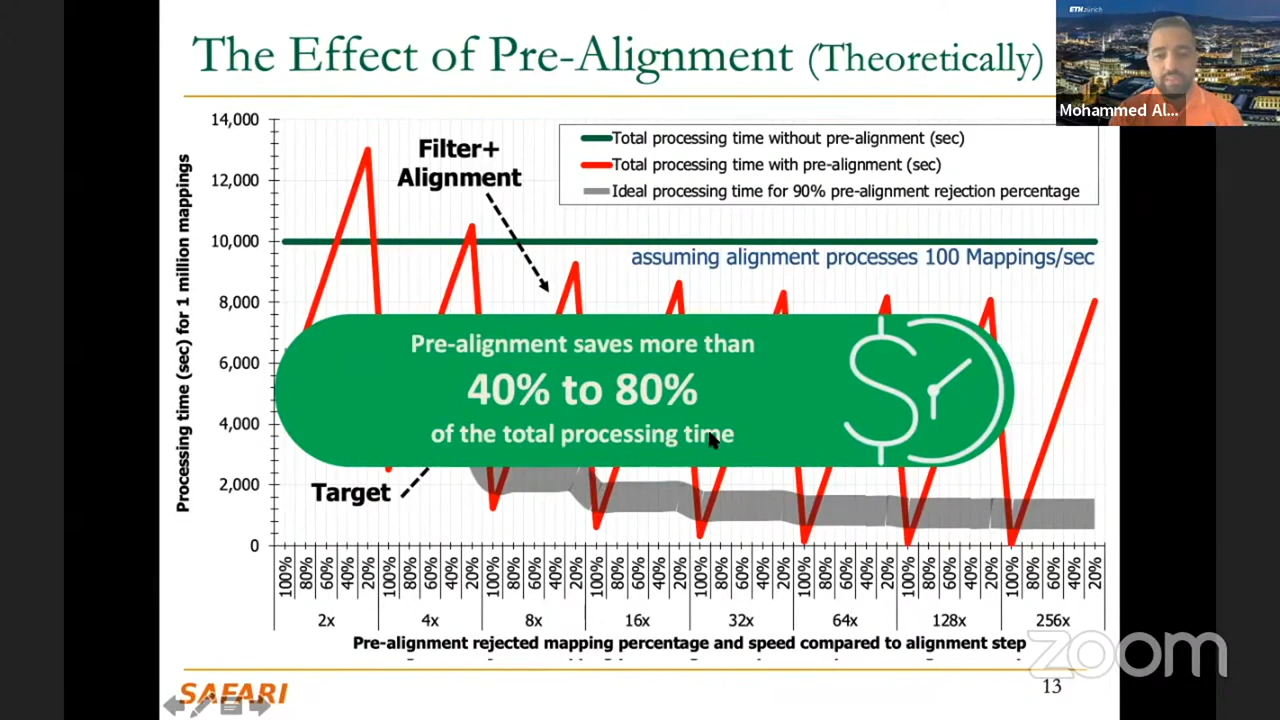 The Effect of Pre-Alignment (Theoretically)
ETH zürich
Mohammed Al...
Processing time (sec) for 1 million mappings
14,000
12,000
10,000
8,000
6,000
4,000
2,000
0
Filter+
Alignment
Total processing time without pre-alignment (sec)
Total processing time with pre-alignment (sec)
Ideal processing time for 90% pre-alignment rejection percentage
assuming alignment processes 100 Mappings/sec
Pre-alignment saves more than
40% to 80%
of the total processing time
Target
100% 80% 60% 40% 20% 100% 80% 60% 40% 20% 100% 80% 60% 40% 20% 100% 80% 60% 40% 20% 100% 80% 60% 40% 20% 100% 80% 60% 40% 20% 100% 80% 60% 40% 20% 100% 80% 60% 40% 20%
2x 4x 8x 16x 32x 64x 128x 256x
Pre-alignment rejected mapping percentage and speed compared to alignment step
zoom
SAFARI
13